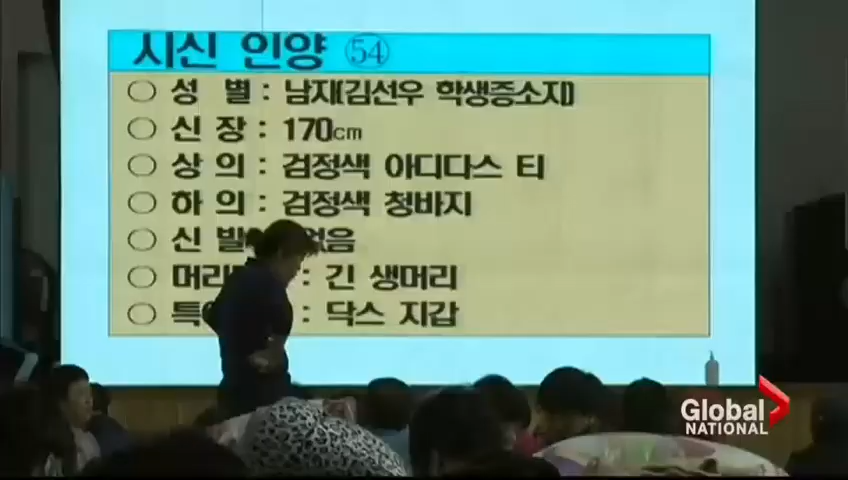 시신 인양 54
○ 성 별 : 남자(김선우 학생증소지)
○ 신 장 : 170cm
○ 상 의 : 검정색 아디다스 티
○ 하 의 : 검정색 청바지
○ 신 발 없음
○ 머리 : 긴 생머리
○ 특 : 닥스 지갑
Global
NATIONAL